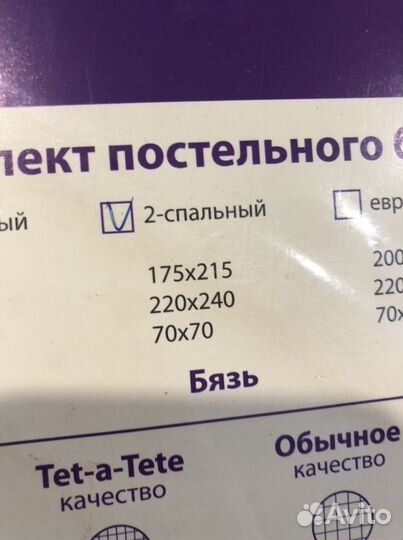 лект постельного
ый 2-спальный евр
175x215 200
220x240 220
70x70 70x
Бязь
Tet-a-Tete Обычное
качество качество
Avito